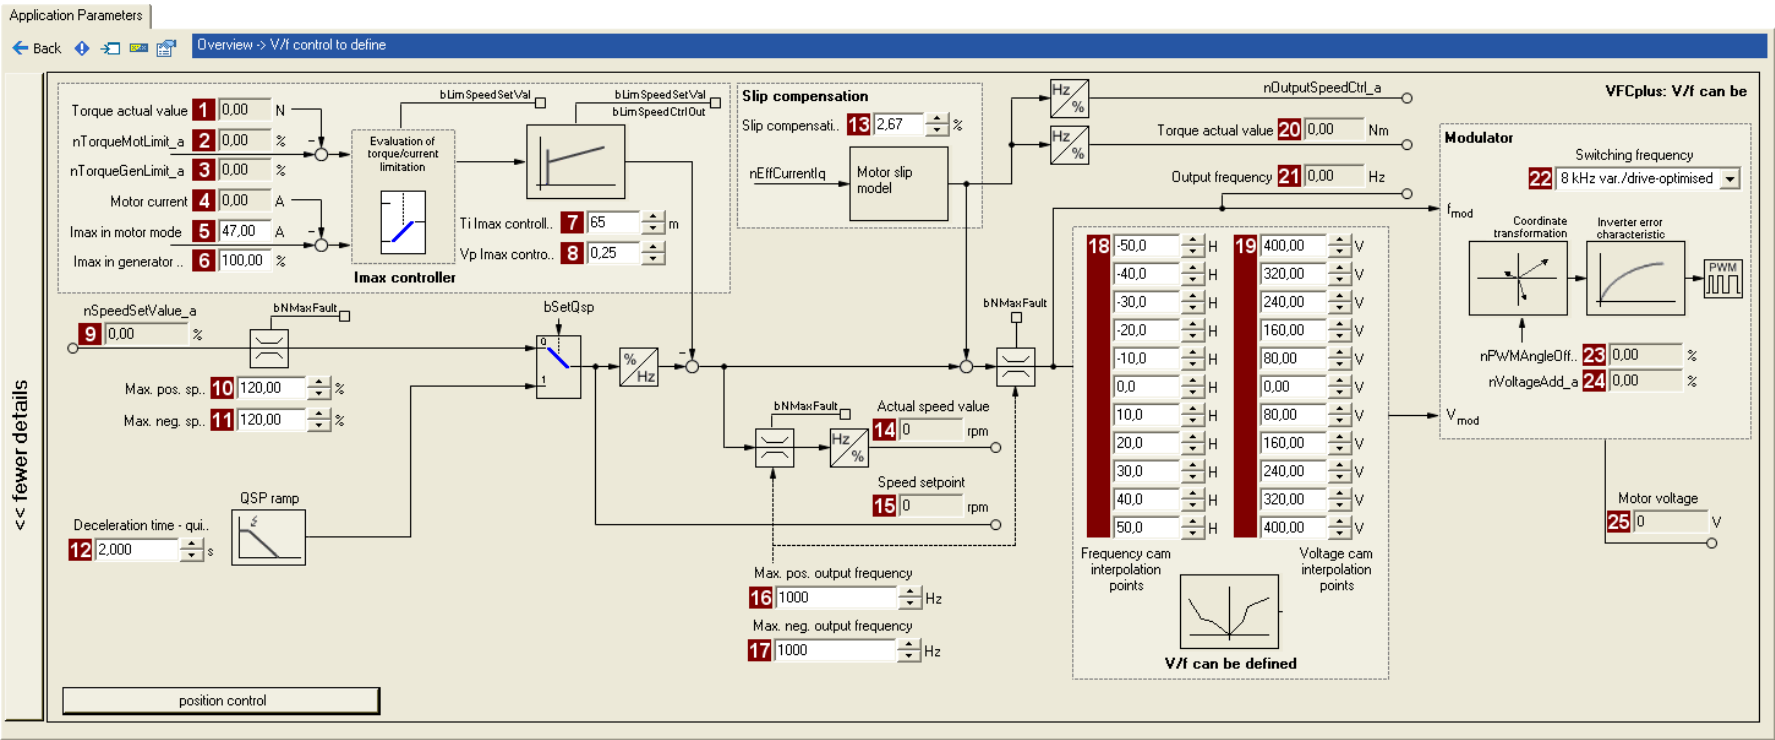 Application Parameters
Back
Overview -> V/f control to define
<< fewer details
Torque actual value 1 0,00 N
nTorqueMotLimit_a 2 0,00 %
nTorqueGenLimit_a 3 0,00 %
Motor current 4 0,00 A
Imax in motor mode 5 47,00 A
Imax in generator .. 6 100,00 %
bLimSpeedSetVal
Evaluation of
torque/current
limitation
bLimSpeedSetVal
bLimSpeedCtrlOut
Ti Imax controll.. 7 65 m
Vp Imax contro.. 8 0,25
Imax controller
Slip compensation
Slip compensati.. 13 2,67 %
nEffCurrentIq
Motor slip
model
Hz
%
nOutputSpeedCtrl_a
Hz
%
Torque actual value 20 0,00 Nm
Output frequency 21 0,00 Hz
VFCplus: V/f can be
Modulator
Switching frequency
22 8 kHz var./drive-optimised
fmod
Coordinate
transformation
Inverter error
characteristic
PWM
nPWMAngleOff.. 23 0,00 %
nVoltageAdd_a 24 0,00 %
Vmod
Motor voltage
25 0 V
nSpeedSetValue_a
9 0,00 %
bNMaxFault
Max. pos. sp.. 10 120,00 %
Max. neg. sp.. 11 120,00 %
bSetQsp
0
1
%
Hz
QSP ramp
Deceleration time - qui..
12 2,000 s
bNMaxFault
bNMaxFault
Hz
%
Actual speed value
14 0 rpm
Speed setpoint
15 0 rpm
Max. pos. output frequency
16 1000 Hz
Max. neg. output frequency
17 1000 Hz
18 -50,0 H 19 400,00 V
-40,0 H 320,00 V
-30,0 H 240,00 V
-20,0 H 160,00 V
-10,0 H 80,00 V
0,0 H 0,00 V
10,0 H 80,00 V
20,0 H 160,00 V
30,0 H 240,00 V
40,0 H 320,00 V
50,0 H 400,00 V
Frequency cam
interpolation
points
Voltage cam
interpolation
points
V/f can be defined
position control